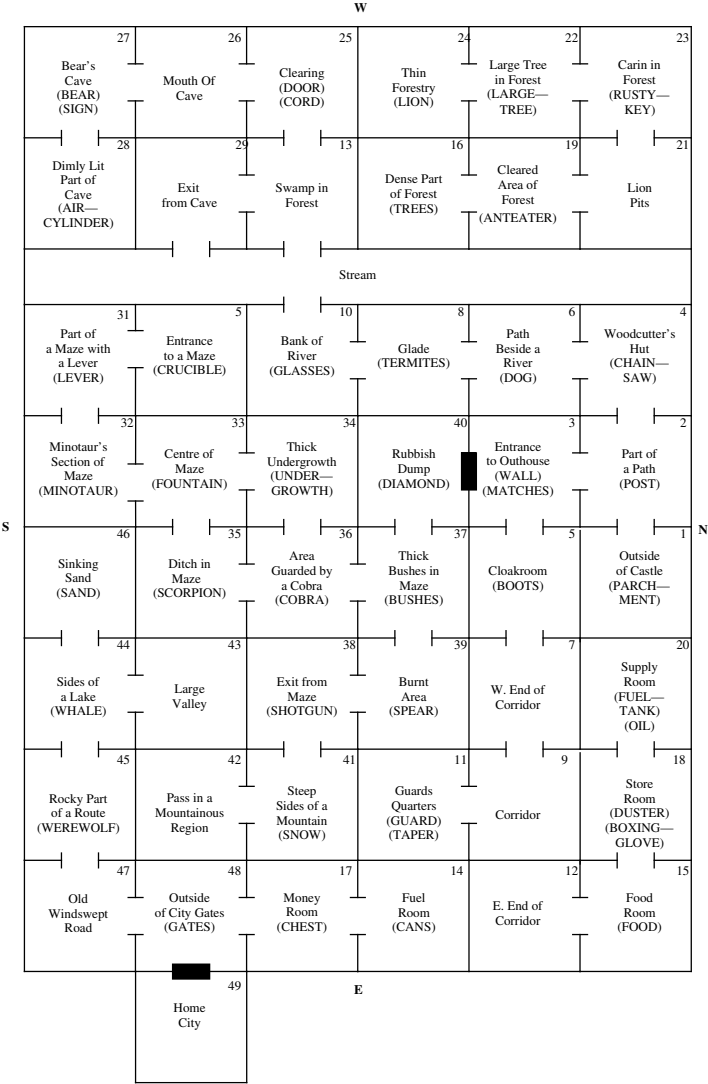 W
27
Bear's
Cave
(BEAR)
(SIGN)
26
Mouth Of
Cave
25
Clearing
(DOOR)
(CORD)
24
Thin
Forestry
(LION)
22
Large Tree
in Forest
(LARGE—
TREE)
23
Carin in
Forest
(RUSTY—
KEY)
28
Dimly Lit
Part of
Cave
(AIR—
CYLINDER)
29
Exit
from Cave
13
Swamp in
Forest
16
Dense Part
of Forest
(TREES)
19
Cleared
Area of
Forest
(ANTEATER)
21
Lion
Pits
Stream
31
Part of
a Maze with
a Lever
(LEVER)
5
Entrance
to a Maze
(CRUCIBLE)
10
Bank of
River
(GLASSES)
8
Glade
(TERMITES)
6
Path
Beside a
River
(DOG)
4
Woodcutter's
Hut
(CHAIN—
SAW)
32
Minotaur's
Section of
Maze
(MINOTAUR)
33
Centre of
Maze
(FOUNTAIN)
34
Thick
Undergrowth
(UNDER—
GROWTH)
40
Rubbish
Dump
(DIAMOND)
3
Entrance
to Outhouse
(WALL)
(MATCHES)
2
Part of
a Path
(POST)
S
N
46
Sinking
Sand
(SAND)
35
Ditch in
Maze
(SCORPION)
36
Area
Guarded by
a Cobra
(COBRA)
37
Thick
Bushes in
Maze
(BUSHES)
5
Cloakroom
(BOOTS)
1
Outside
of Castle
(PARCH—
MENT)
44
Sides of
a Lake
(WHALE)
43
Large
Valley
38
Exit from
Maze
(SHOTGUN)
39
Burnt
Area
(SPEAR)
7
W. End of
Corridor
20
Supply
Room
(FUEL—
TANK)
(OIL)
45
Rocky Part
of a Route
(WEREWOLF)
42
Pass in a
Mountainous
Region
41
Steep
Sides of a
Mountain
(SNOW)
11
Guards
Quarters
(GUARD)
(TAPER)
9
Corridor
18
Store
Room
(DUSTER)
(BOXING—
GLOVE)
47
Old
Windswept
Road
48
Outside
of City Gates
(GATES)
17
Money
Room
(CHEST)
14
Fuel
Room
(CANS)
12
E. End of
Corridor
15
Food
Room
(FOOD)
49
Home
City
E